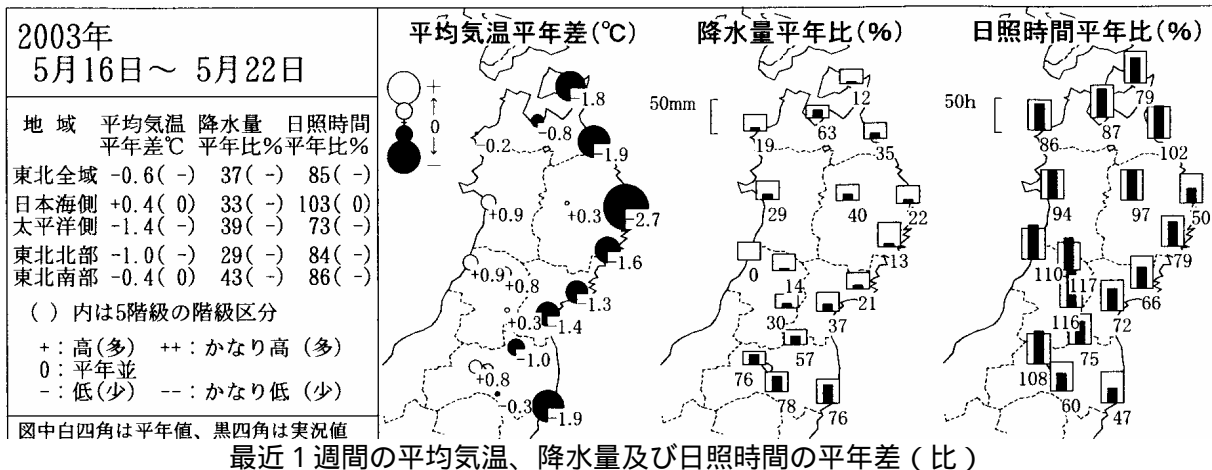 2003年
5月16日～ 5月22日
地 域 平均気温 降水量 日照時間
平年差℃ 平年比% 平年比%
東北全域 -0.6( -) 37( -) 85( -)
日本海側 +0.4( 0) 33( -) 103( 0)
太平洋側 -1.4( -) 39( -) 73( -)
東北北部 -1.0( -) 29( -) 84( -)
東北南部 -0.4( 0) 43( -) 86( -)
( ) 内は5階級の階級区分
+：高(多) ++：かなり高 (多)
0：平年並
-：低(少) --：かなり低 (少)
図中白四角は平年値、黒四角は実況値
平均気温平年差(℃)
+
↑
0
↓
-
-1.8
-0.8
-0.2
-1.9
+0.9
+0.3
-2.7
-1.6
+0.9
+0.8
-1.3
+0.3
-1.4
-1.0
+0.8
-0.3
-1.9
降水量平年比(%)
50mm
12
63
19
35
29
40
22
13
0
14
21
30
37
57
76
78
76
日照時間平年比(%)
50h
79
87
86
102
94
97
50
79
110
117
66
116
72
75
108
60
47
最近１週間の平均気温、降水量及び日照時間の平年差（比）